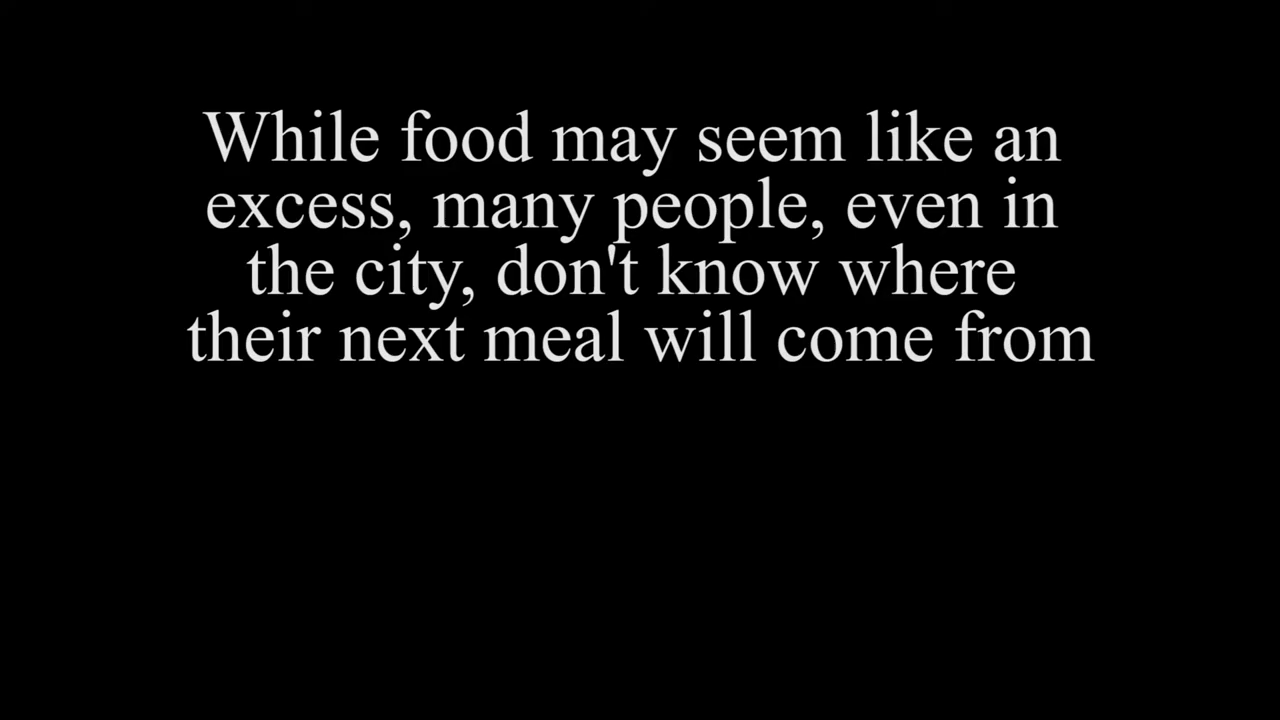 While food may seem like an
excess, many people, even in
the city, don't know where
their next meal will come from